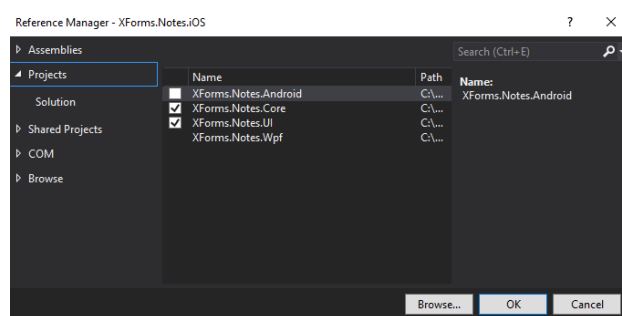 Reference Manager - XForms.Notes.iOS ? ×
Assemblies
Search (Ctrl+E)
Projects
Solution
Shared Projects
COM
Browse
Name Path
XForms.Notes.Android C:\...
XForms.Notes.Core C:\...
XForms.Notes.UI C:\...
XForms.Notes.Wpf C:\...
Name:
XForms.Notes.Android
Browse... OK Cancel